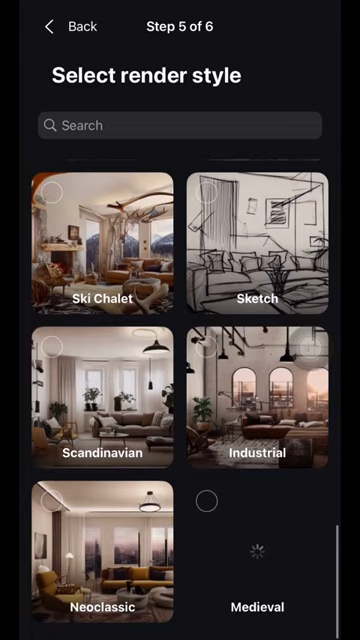 Back
Step 5 of 6
Select render style
Search
Ski Chalet
Sketch
Scandinavian
Industrial
Neoclassic
Medieval